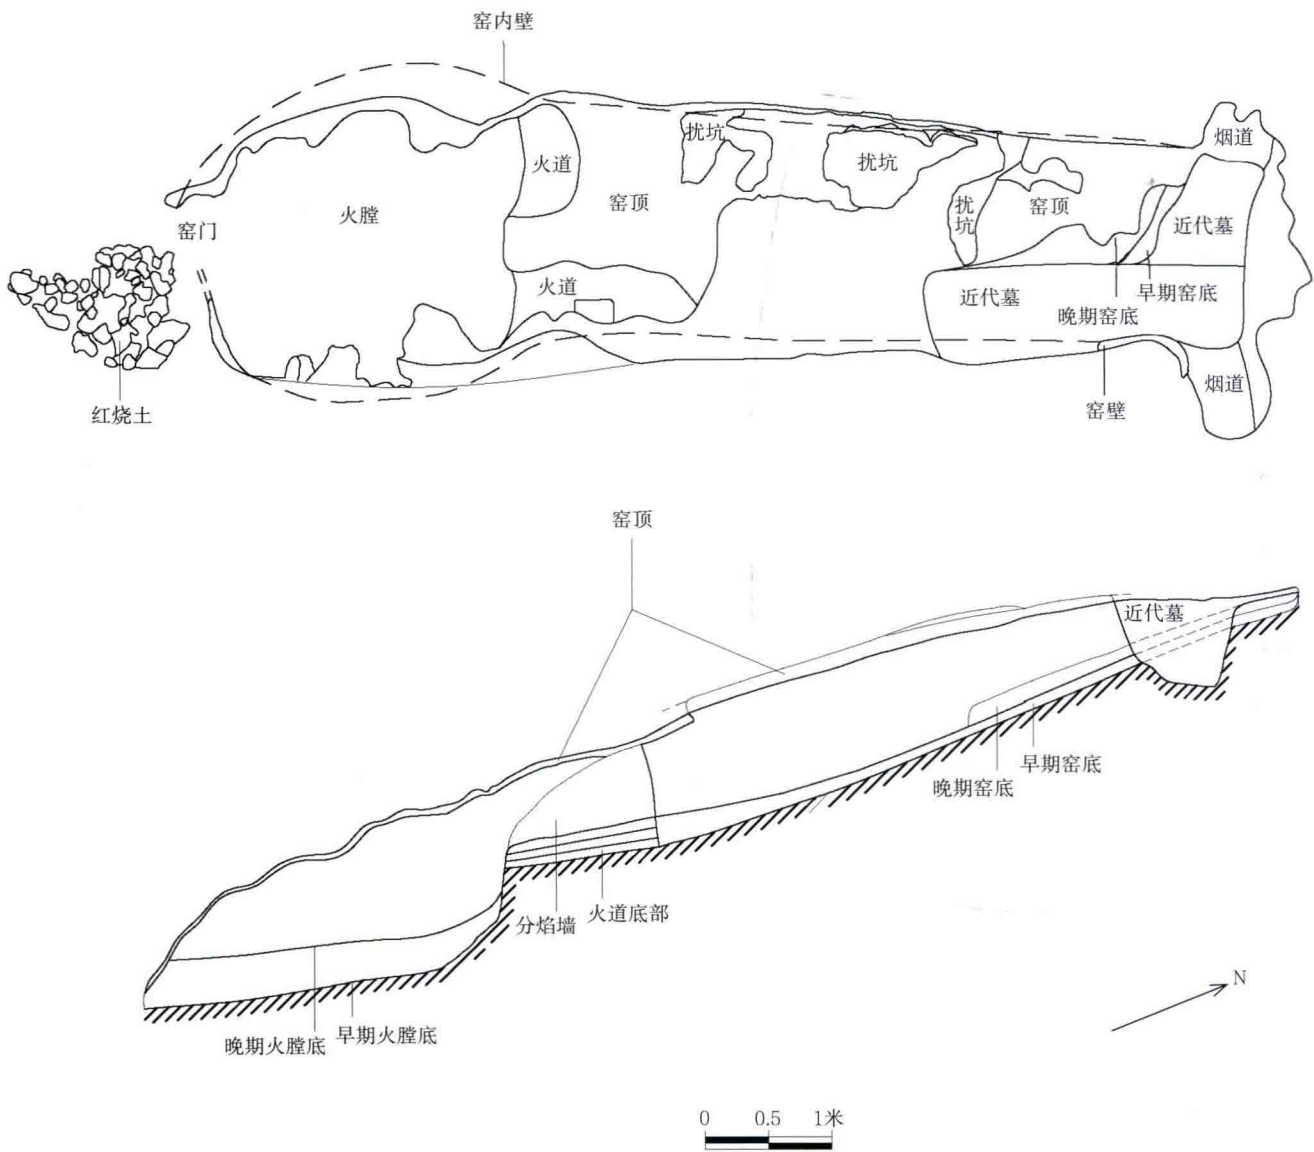 窑内壁
扰坑
烟道
火道
扰坑
火膛
窑顶
扰坑
窑顶
近代墓
窑门
火道
近代墓
早期窑底
晚期窑底
烟道
红烧土
窑壁
窑顶
近代墓
早期窑底
晚期窑底
分焰墙
火道底部
N
晚期火膛底
早期火膛底
0 0.5 1米